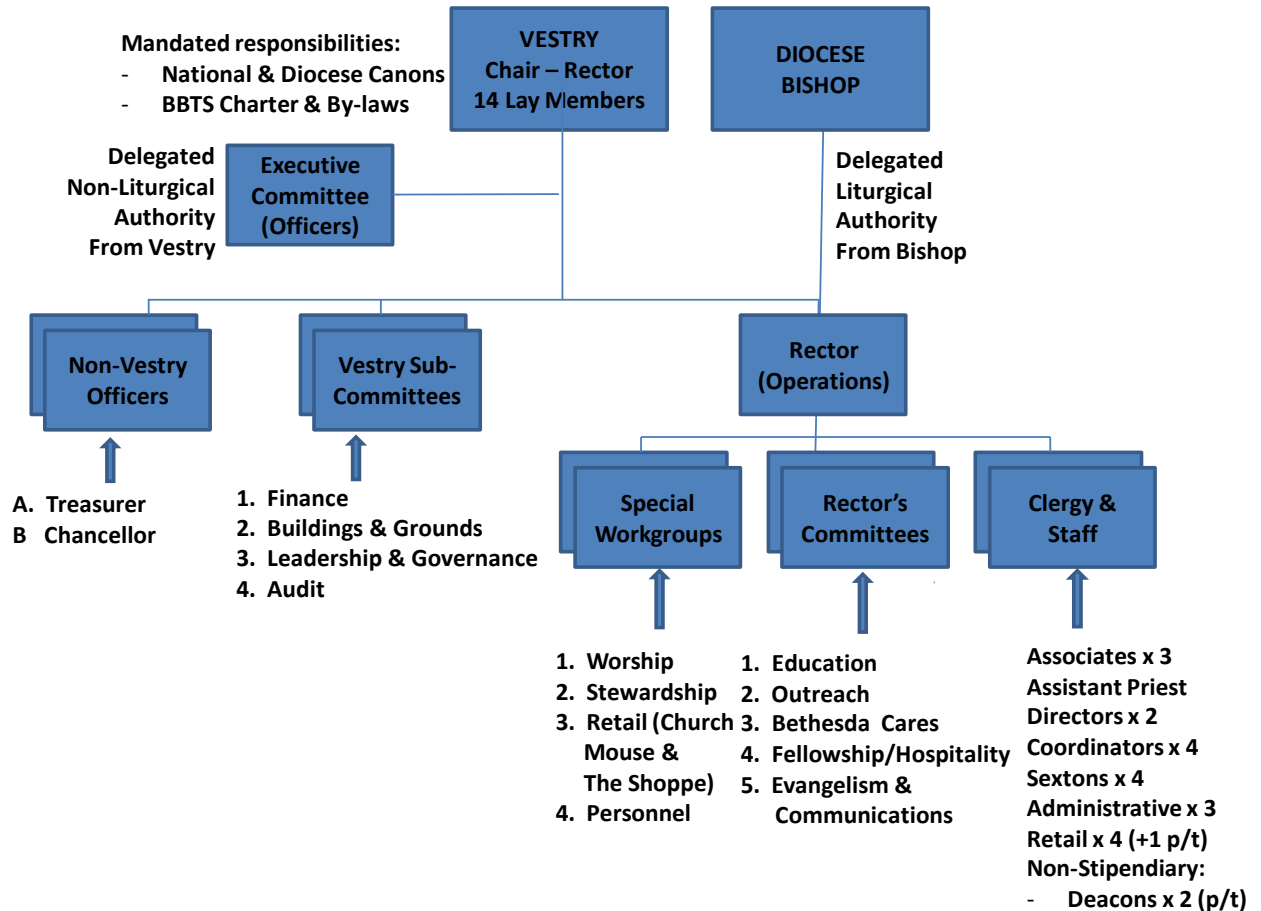 Mandated responsibilities:
- National & Diocese Canons
- BBTS Charter & By-laws
VESTRY
Chair – Rector
14 Lay Members
DIOCESE
BISHOP
Delegated
Non-Liturgical
Authority
From Vestry
Executive
Committee
(Officers)
Delegated
Liturgical
Authority
From Bishop
Non-Vestry
Officers
Vestry Sub-
Committees
Rector
(Operations)
A. Treasurer
B Chancellor
1. Finance
2. Buildings & Grounds
3. Leadership & Governance
4. Audit
Special
Workgroups
Rector's
Committees
Clergy &
Staff
1. Worship
2. Stewardship
3. Retail (Church
Mouse &
The Shoppe)
4. Personnel
1. Education
2. Outreach
3. Bethesda Cares
4. Fellowship/Hospitality
5. Evangelism &
Communications
Associates x 3
Assistant Priest
Directors x 2
Coordinators x 4
Sextons x 4
Administrative x 3
Retail x 4 (+1 p/t)
Non-Stipendiary:
- Deacons x 2 (p/t)